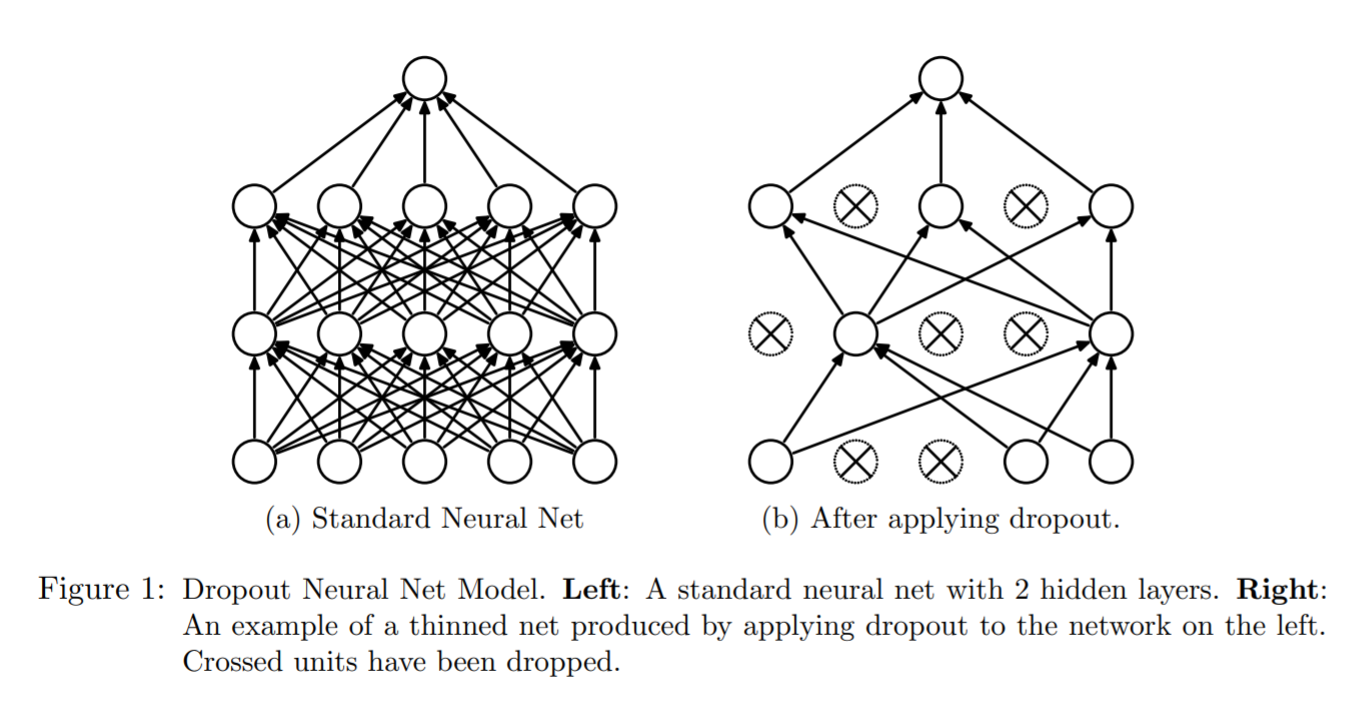 (a) Standard Neural Net
(b) After applying dropout.
Figure 1: Dropout Neural Net Model. Left: A standard neural net with 2 hidden layers. Right:
An example of a thinned net produced by applying dropout to the network on the left.
Crossed units have been dropped.